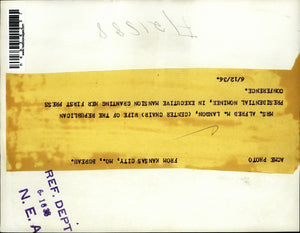 ACME PHOTO FROM KANSAS CITY, MO., BUREAU.
MRS. ALFRED M. LANDON, (CENTER CHAIR) WIFE OF THE REPUBLICAN
PRESIDENTIAL NOMINEE, IN EXECUTIVE MANSION GRANTING HER FIRST PRESS
CONFERENCE.
6/12/36.
REF. DEPT
N. E. A.